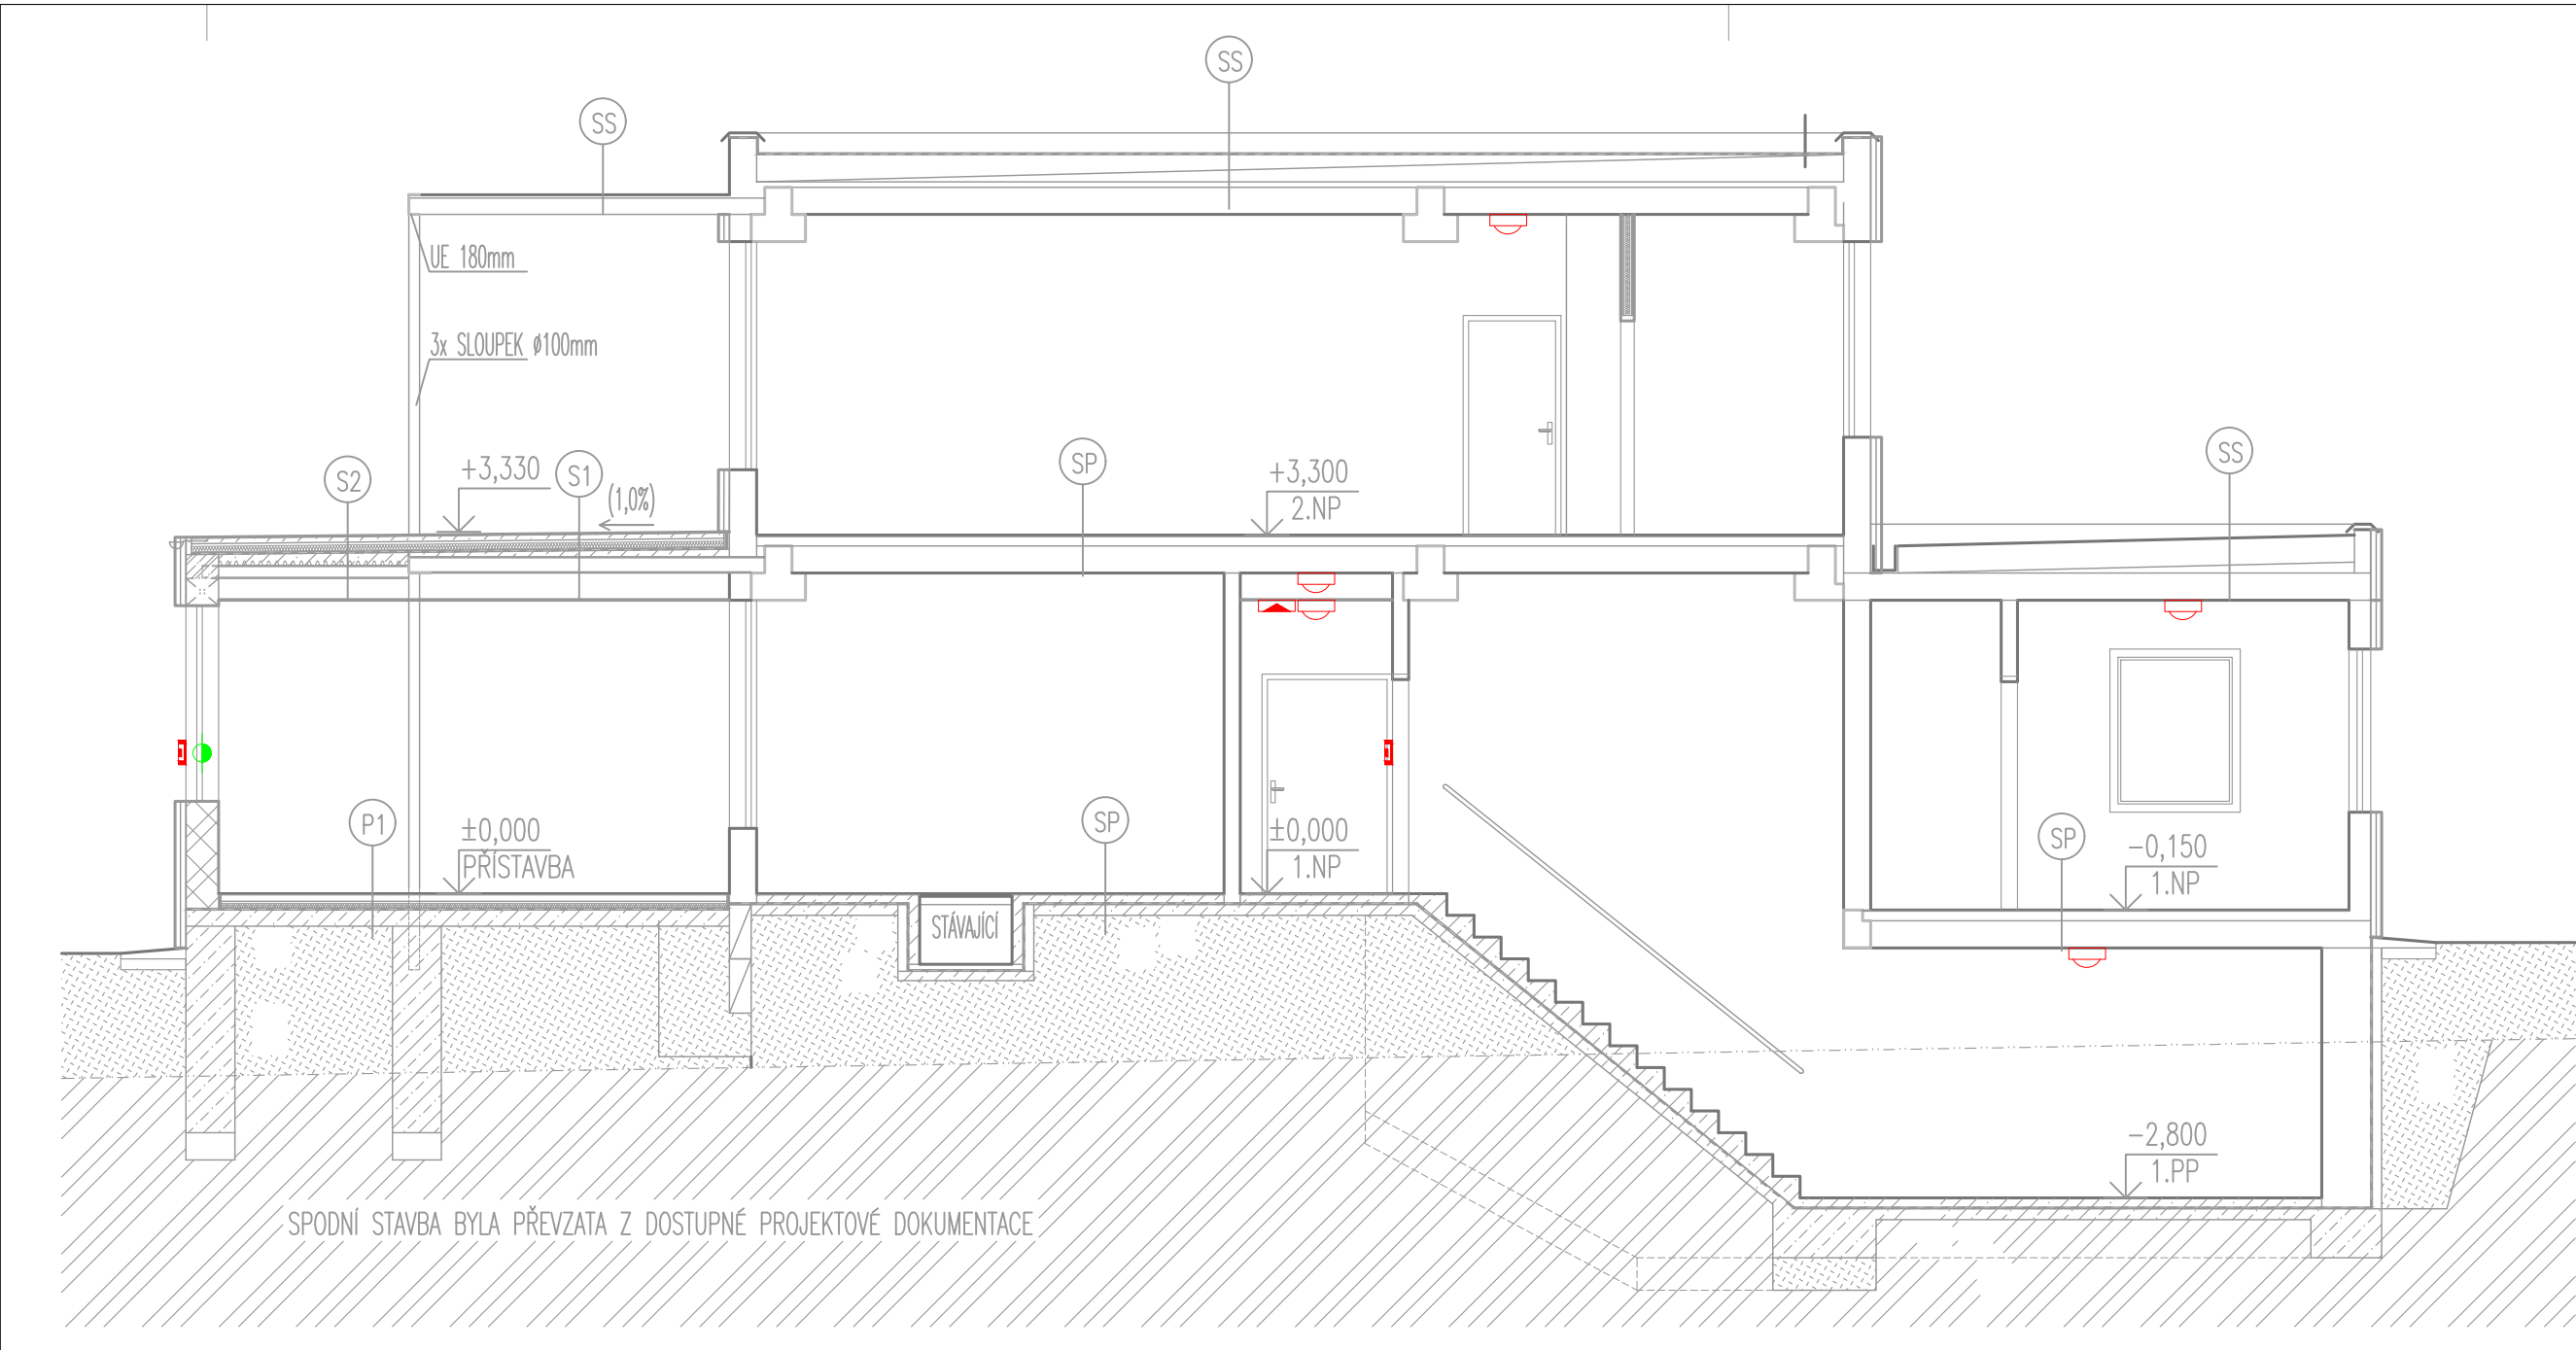 SS
SS
UE 180mm
3x SLOUPEK ø100mm
S2
+3,330
S1
(1,0%)
SP
+3,300
2.NP
SS
P1
±0,000
PŘÍSTAVBA
SP
±0,000
1.NP
SP
-0,150
1.NP
STÁVAJÍCÍ
-2,800
1.PP
SPODNÍ STAVBA BYLA PŘEVZATA Z DOSTUPNÉ PROJEKTOVÉ DOKUMENTACE